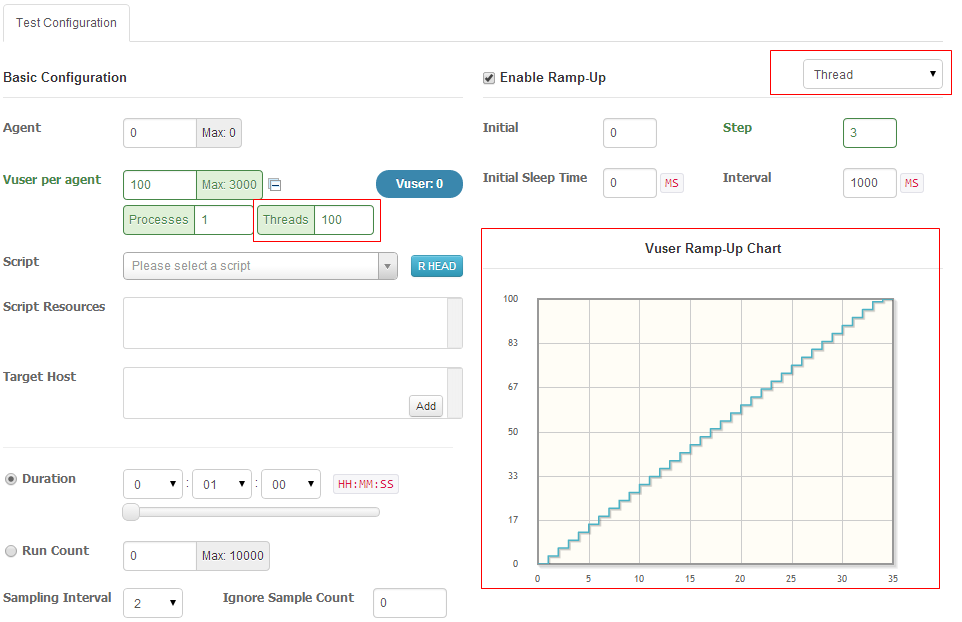 Test Configuration
Basic Configuration
Agent
0 Max: 0
Vuser per agent
100 Max: 3000
Vuser: 0
Processes 1 Threads 100
Script
Please select a script
R HEAD
Script Resources
Target Host
Add
Duration
0 : 01 : 00 HH:MM:SS
Run Count
0 Max: 10000
Sampling Interval
2
Ignore Sample Count
0
Enable Ramp-Up
Thread
Initial
0
Step
3
Initial Sleep Time
0 MS
Interval
1000 MS
Vuser Ramp-Up Chart
100
83
67
50
33
17
0
0 5 10 15 20 25 30 35